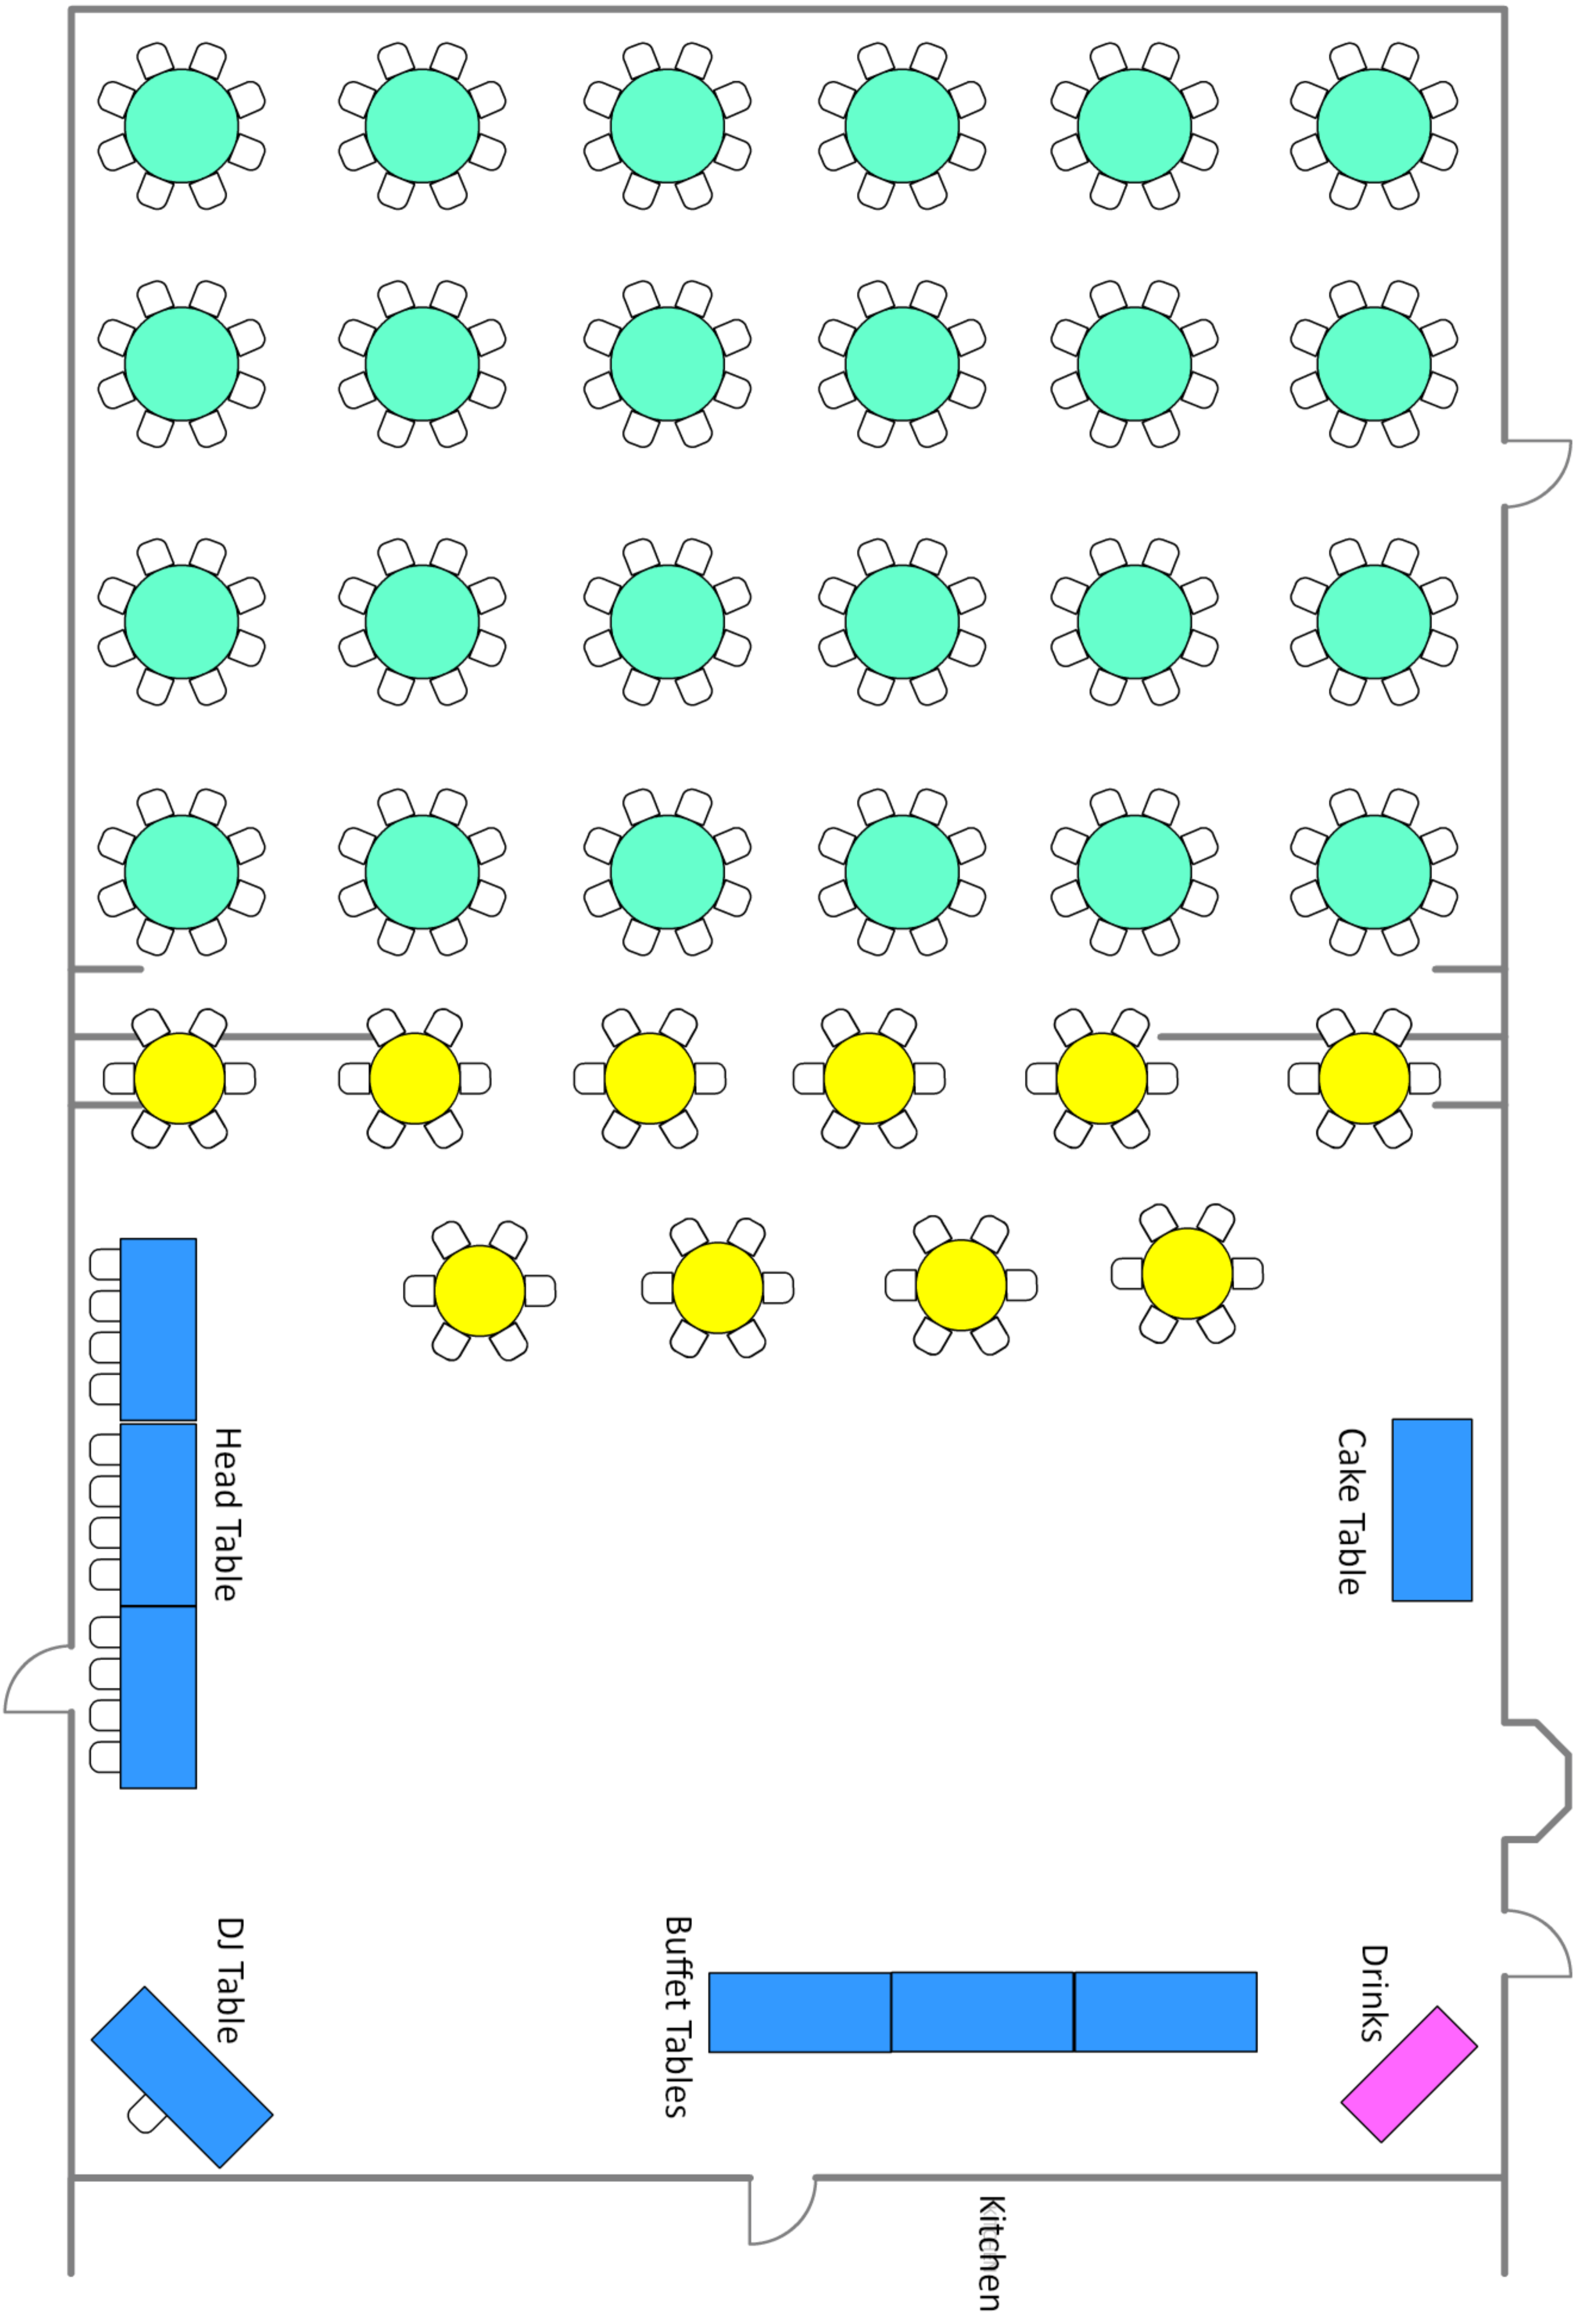 Head Table
Cake Table
DJ Table
Buffet Tables
Drinks
Kitchen